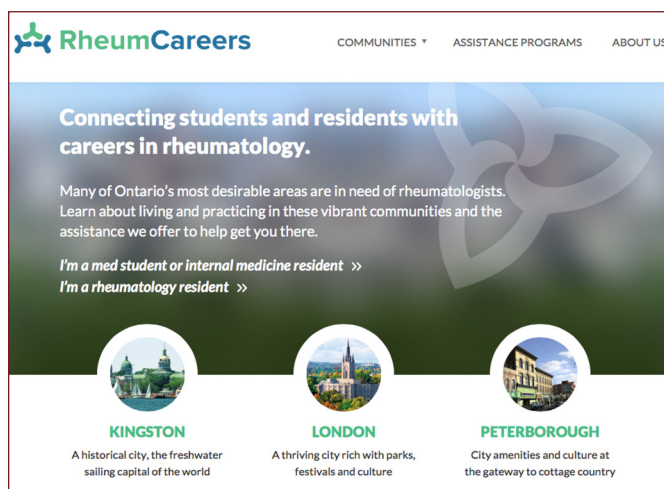 RheumCareers
COMMUNITIES ▼ ASSISTANCE PROGRAMS ABOUT US
Connecting students and residents with
careers in rheumatology.
Many of Ontario's most desirable areas are in need of rheumatologists.
Learn about living and practicing in these vibrant communities and the
assistance we offer to help get you there.
I'm a med student or internal medicine resident »
I'm a rheumatology resident »
KINGSTON
A historical city, the freshwater
sailing capital of the world
LONDON
A thriving city rich with parks,
festivals and culture
PETERBOROUGH
City amenities and culture at
the gateway to cottage country